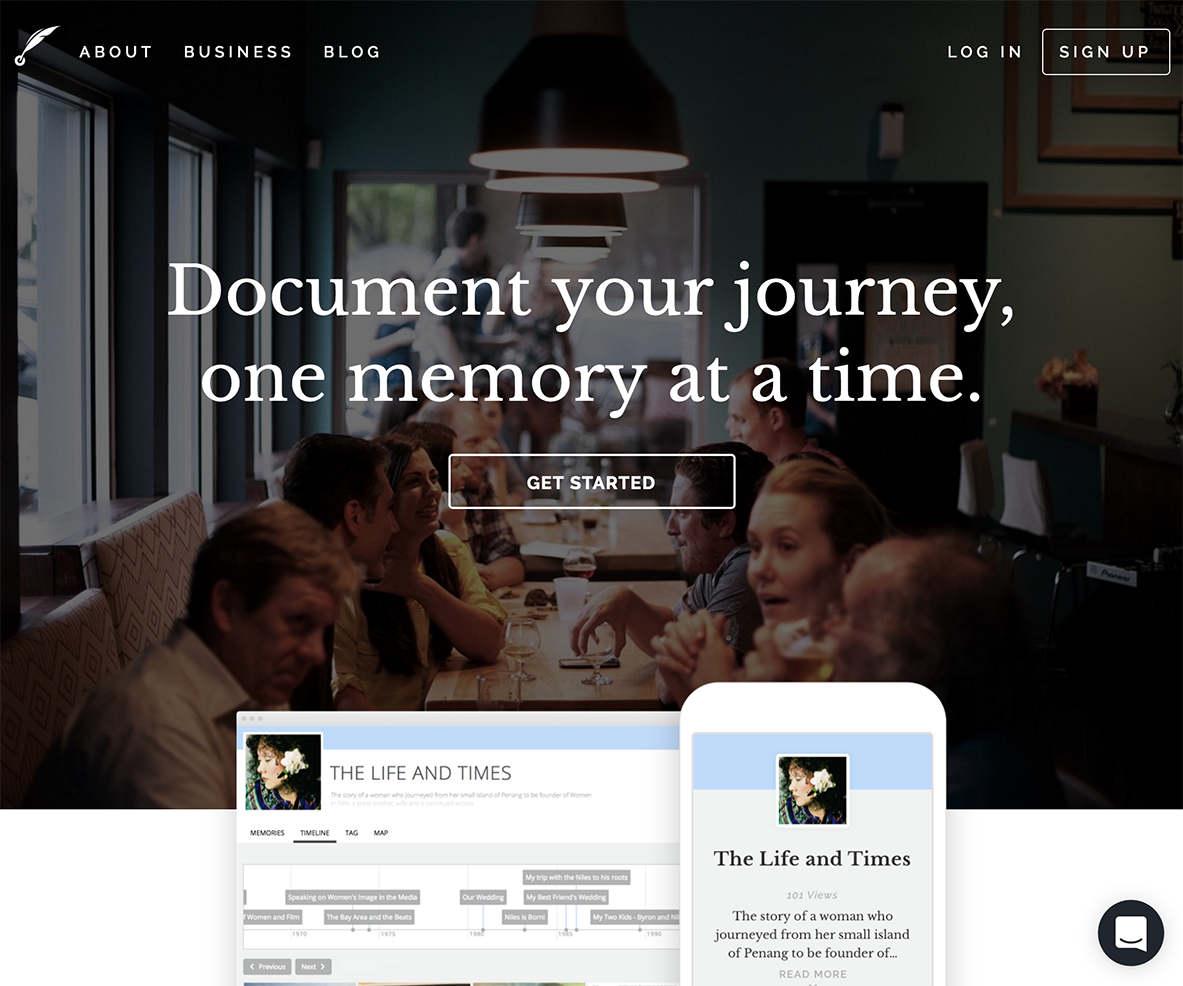 ABOUT BUSINESS BLOG LOG IN SIGN UP
Document your journey,
one memory at a time.
GET STARTED
Pioneer
THE LIFE AND TIMES
The story of a woman who journeyed from her small island of Penang to be founder of Women
in Film, a great mother, wife and a continued activist
MEMORIES TIMELINE TAG MAP
My trip with the Niles to his roots
Speaking on Women's Image in the Media Our Wedding My Best Friend's Wedding
f Women and Film The Bay Area and the Beats Niles Is Born! My Two Kids - Byron and Nil
1970 1975 1980 1985 1990
Previous Next
The Life and Times
101 Views
The story of a woman who
journeyed from her small island
of Penang to be founder of...
READ MORE